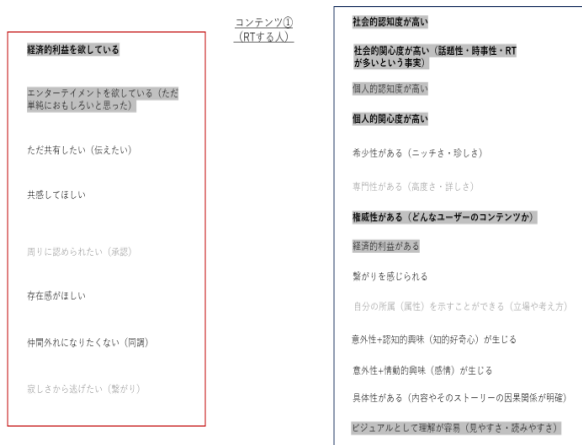 コンテンツ①
（RTする人）
経済的利益を欲している
エンターテイメントを欲している（ただ
単純におもしろいと思った）
ただ共有したい（伝えたい）
共感してほしい
周りに認められたい（承認）
存在感がほしい
仲間外れになりたくない（同調）
寂しさから逃げたい（繋がり）
社会的認知度が高い
社会的関心度が高い（話題性・時事性・RT
が多いという事実）
個人的認知度が高い
個人的関心度が高い
希少性がある（ニッチさ・珍しさ）
専門性がある（高度さ・詳しさ）
権威性がある（どんなユーザーのコンテンツか）
経済的利益がある
繋がりを感じられる
自分の所属（属性）を示すことができる（立場や考え方）
意外性+認知的興味（知的好奇心）が生じる
意外性+情動的興味（感情）が生じる
具体性がある（内容やそのストーリーの因果関係が明確）
ビジュアルとして理解が容易（見やすさ・読みやすさ）